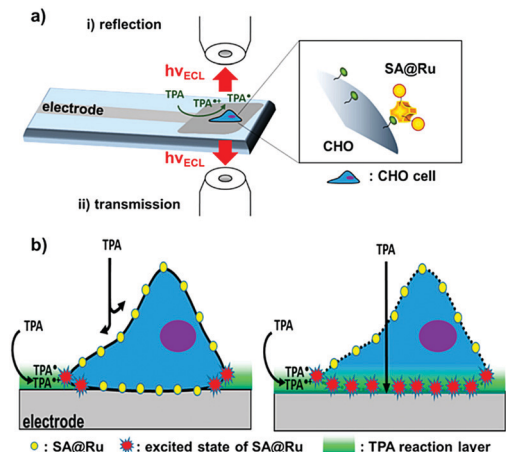 a)
i) reflection
hνECL
TPA
TPA•+
TPA•
electrode
SA@Ru
CHO
hνECL
: CHO cell
ii) transmission
b)
TPA
TPA
TPA•
TPA•+
electrode
TPA
TPA
TPA•
TPA•+
electrode
: SA@Ru
: excited state of SA@Ru
: TPA reaction layer